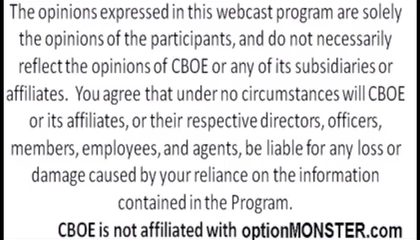 The opinions expressed in this webcast program are solely
the opinions of the participants, and do not necessarily
reflect the opinions of CBOE or any of its subsidiaries or
affiliates. You agree that under no circumstances will CBOE
or its affiliates, or their respective directors, officers,
members, employees, and agents, be liable for any loss or
damage caused by your reliance on the information
contained in the Program.
CBOE is not affiliated with optionMONSTER.com